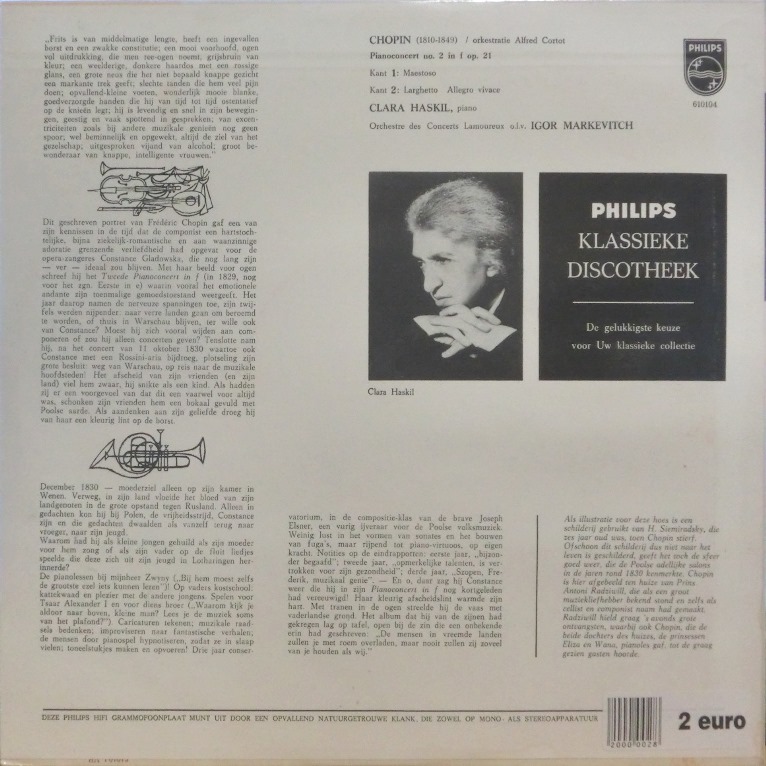 „Frits is van middelmatige lengte, heeft een ingevallen
borst en een zwakke constitutie; een mooi voorhoofd, ogen
vol uitdrukking, die men ree-ogen noemt, grijsbruin van
kleur; een weelderige, donkere haardos met een rossige
glans, een grote neus die het niet bepaald knappe gezicht
een markante trek geeft; slechte tanden die hem veel pijn
doen; opvallend-kleine voeten, wonderlijk mooie blanke,
goedverzorgde handen die hij van tijd tot tijd ostentatief
op de knieën legt; hij is levendig en snel in zijn bewegin-
gen, geestig en vaak spottend in gesprekken; van excen-
triciteiten zoals bij andere muzikale genieën nog geen
spoor; wel beminnelijk en opgewekt, altijd de ziel van het
gezelschap; uitgesproken vijand van alcohol; groot be-
wonderaar van knappe, intelligente vrouwen."
Dit geschreven portret van Frédéric Chopin gaf een van
zijn kennissen in de tijd dat de componist een hartstoch-
telijke, bijna ziekelijk-romantische en aan waanzinnige
adoratie grenzende verliefdheid had opgevat voor de
opera-zangeres Constance Gladowska, die nog lang zijn
— ver — ideaal zou blijven. Met haar beeld voor ogen
schreef hij het Tweede Pianoconcert in f (in 1829, nog
voor het zgn. Eerste in e) waarin vooral het emotionele
andante zijn toenmalige gemoedstoestand weergeeft. Het
jaar daarop namen de nerveuze spanningen toe, zijn twij-
fels werden nijpender: naar verre landen gaan om beroemd
te worden, of thuis in Warschau blijven, ter wille ook
van Constance? Moest hij zich vooral wijden aan com-
poneren of zou hij alleen concerten geven? Tenslotte nam
hij, na het concert van 11 oktober 1830 waartoe ook
Constance met een Rossini-aria bijdroeg, plotseling zijn
grote besluit: weg van Warschau, op reis naar de muzikale
hoofdsteden! Het afscheid van zijn vrienden (en zijn
land) viel hem zwaar, hij snikte als een kind. Als hadden
zij er een voorgevoel van dat dit een vaarwel voor altijd
was, schonken zijn vrienden hem een bokaal gevuld met
Poolse aarde. Als aandenken aan zijn geliefde droeg hij
van haar een kleurig lint op de borst.
December 1830 — moederziel alleen op zijn kamer in
Wenen. Verweg, in zijn land vloeide het bloed van zijn
landgenoten in de grote opstand tegen Rusland. Alleen in
gedachten kon hij bij Polen, de vrijheidsstrijd, Constance
zijn en die gedachten dwaalden als vanzelf terug naar
vroeger, naar zijn jeugd.
Waarom had hij als kleine jongen gehuild als zijn moeder
voor hem zong of als zijn vader op de fluit liedjes
speelde die deze zich uit zijn jeugd in Lotharingen her-
innerde?
De pianolessen bij mijnheer Zwyny („Bij hem moest zelfs
de grootste ezel iets kunnen leren")! Op vaders kostschool:
kattekwaad en plezier met de andere jongens. Spelen voor
Tsaar Alexander I en voor diens broer („Waarom kijk je
aldoor naar boven, kleine man? Lees je de muziek soms
van het plafond?") Caricaturen tekenen; muzikale raad-
sels bedenken; improviseren naar fantastische verhalen;
de mensen door pianospel hypnotiseren, zodat ze in slaap
vielen; toneelstukjes maken en opvoeren! Drie jaar conser-
vatorium, in de compositie-klas van de brave Joseph
Elsner, een vurig ijveraar voor de Poolse volksmuziek.
Weinig lust in het vormen van sonates en het bouwen
van fuga's, maar rijpend tot piano-virtuoos, op eigen
kracht. Notities op de eindrapporten: eerste jaar, „bijzon-
der begaafd"; tweede jaar, „opmerkelijke talenten, is ver-
trokken voor zijn gezondheid"; derde jaar, „Szopen, Fre-
derik, muzikaal genie". — En o, daar zag hij Constance
weer die hij in zijn Pianoconcert in f nog kortgeleden
had vereeuwigd! Haar kleurig afscheidslint warmde zijn
hart. Met tranen in de ogen streelde hij de vaas met
vaderlandse grond. Het album dat hij van de zijnen had
gekregen lag op tafel, open bij de zin die een onbekende
erin had geschreven: „De mensen in vreemde landen
zullen je met roem overladen, maar nooit zullen zij zoveel
van je houden als wij."
CHOPIN (1810-1849) / orkestratie Alfred Cortot
Pianoconcert no. 2 in f op. 21
Kant 1: Maestoso
Kant 2: Larghetto Allegro vivace
CLARA HASKIL, piano
Orchestre des Concerts Lamoureux o.l.v. IGOR MARKEVITCH
PHILIPS
610104
PHILIPS
KLASSIEKE
DISCOTHEEK
De gelukkigste keuze
voor Uw klassieke collectie
Clara Haskil
Als illustratie voor deze hoes is een
schilderij gebruikt van H. Siemiradsky, die
zes jaar oud was, toen Chopin stierf.
Ofschoon dit schilderij dus niet naar het
leven is geschilderd, geeft het toch de sfeer
goed weer, die de Poolse adellijke salons
in de jaren rond 1830 kenmerkte. Chopin
is hier afgebeeld ten huize van Prins
Antoni Radziwill, die als een groot
muziekliefhebber bekend stond en zelfs als
cellist en componist naam had gemaakt.
Radziwill hield graag 's avonds grote
ontvangsten, waarbij ook Chopin, die de
beide dochters des huizes, de prinsessen
Eliza en Wana, pianoles gaf, tot de graag
geziene gasten hoorde.
DEZE PHILIPS HIFI GRAMMOFOONPLAAT MUNT UIT DOOR EEN OPVALLEND NATUURGETROUWE KLANK, DIE ZOWEL OP MONO- ALS STEREOAPPARATUUR
2000 0028
2 euro